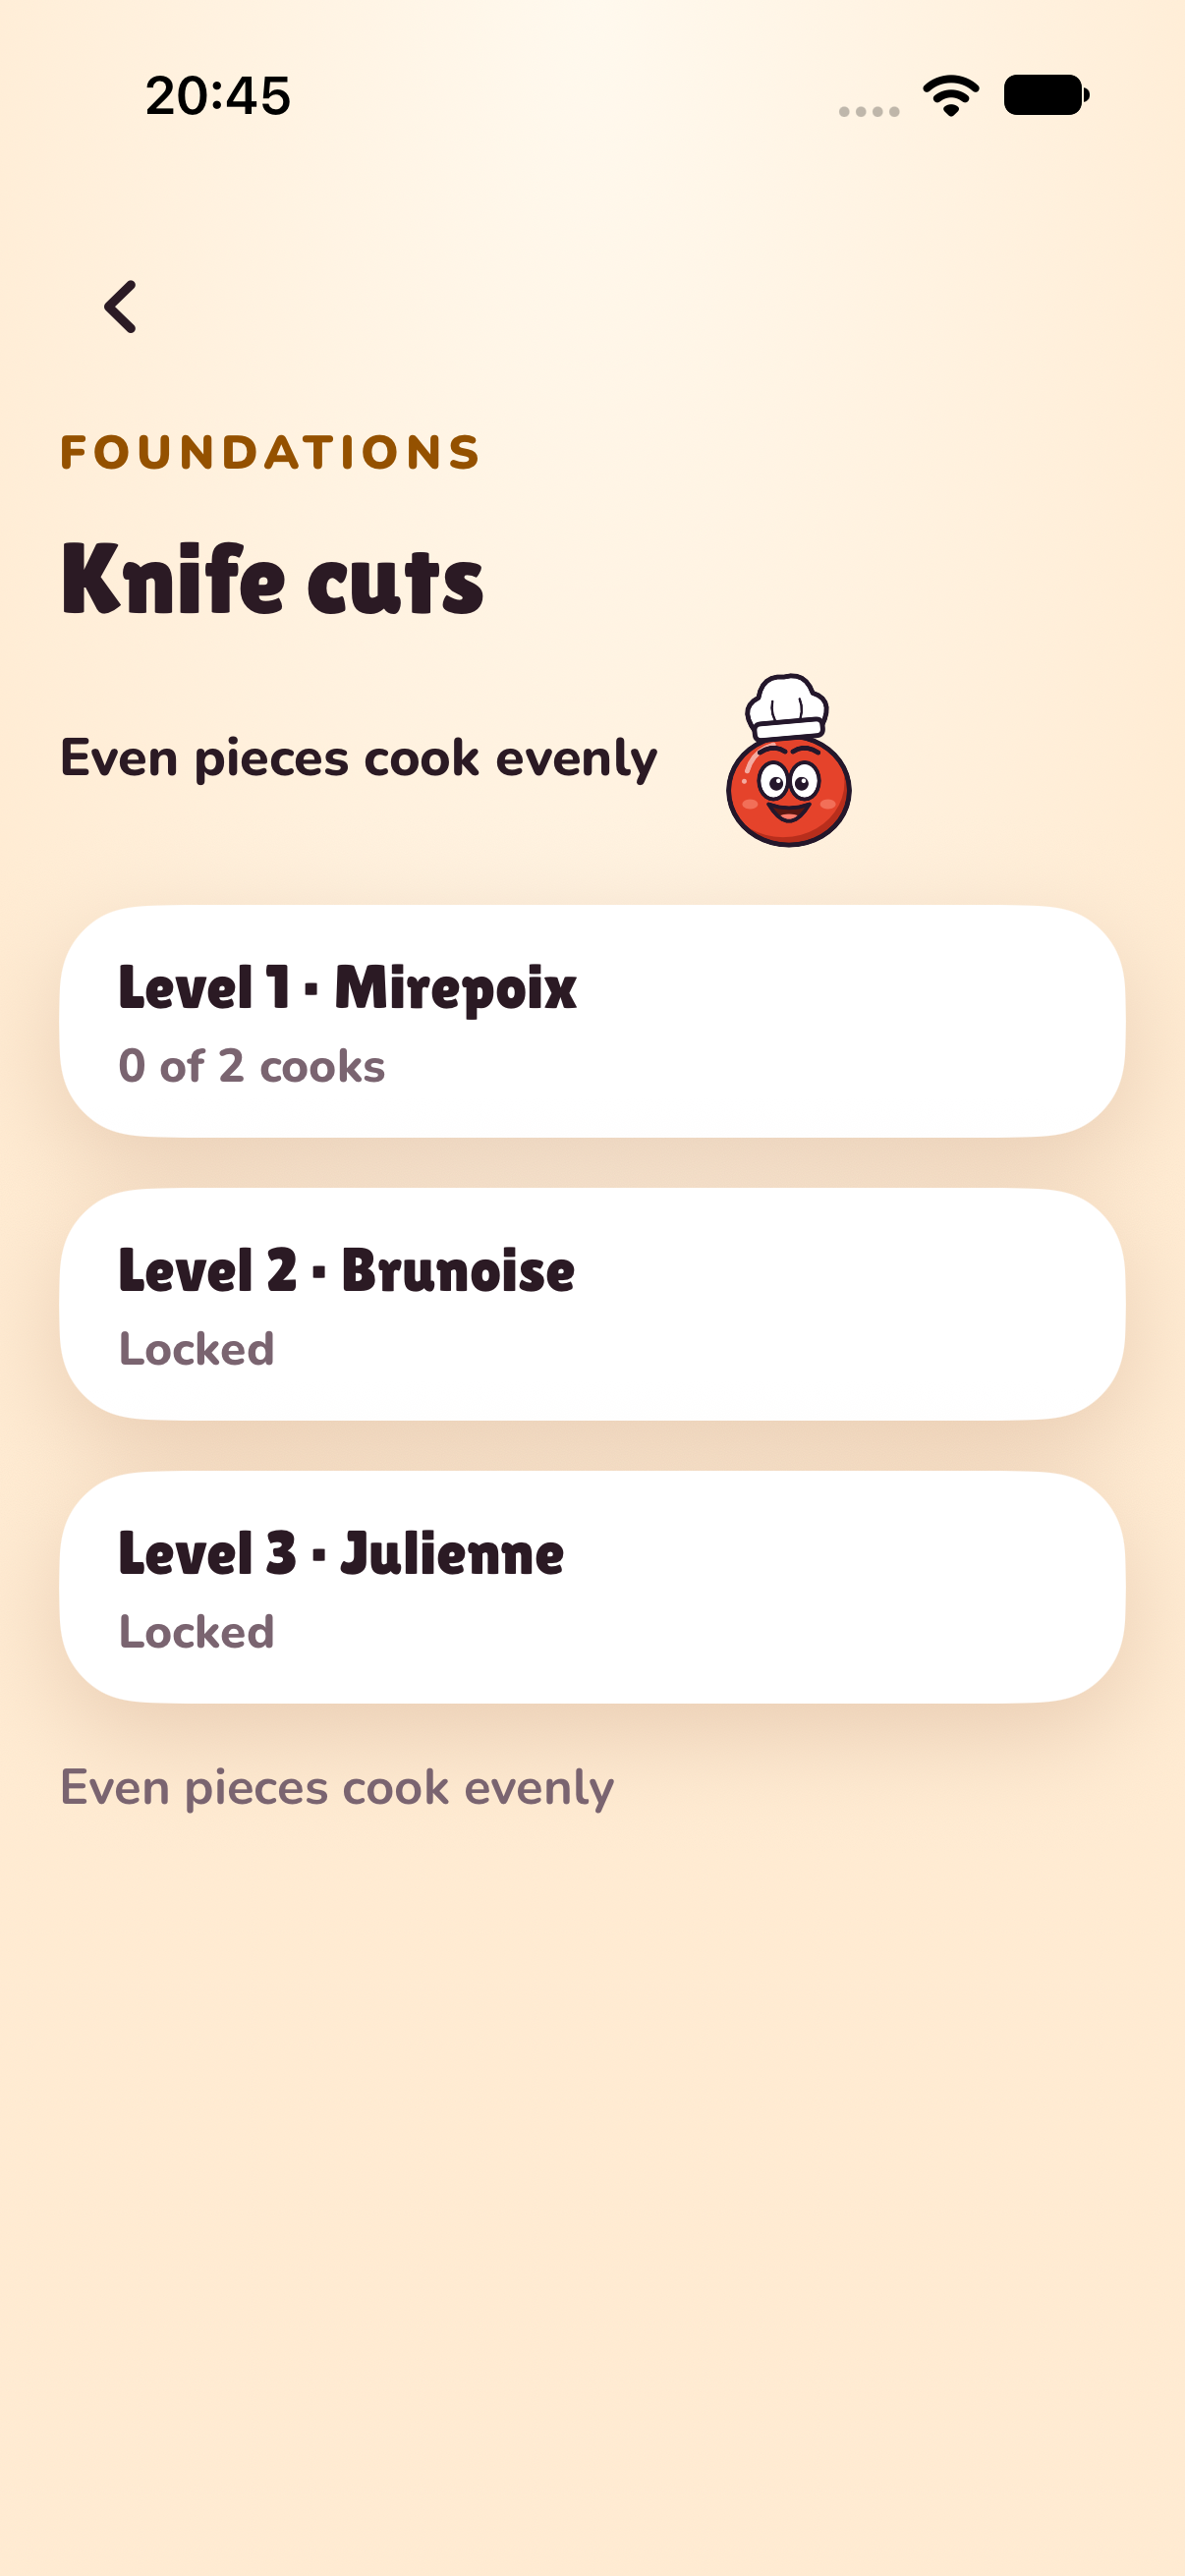 20:45
FOUNDATIONS
Knife cuts
Even pieces cook evenly
Level 1 · Mirepoix
0 of 2 cooks
Level 2 · Brunoise
Locked
Level 3 · Julienne
Locked
Even pieces cook evenly